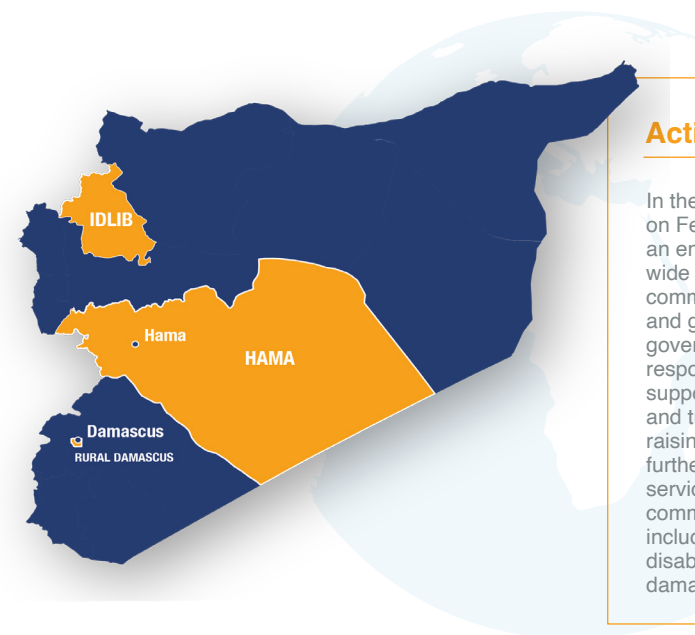 IDLIB
Hama
HAMA
Damascus
RURAL DAMASCUS
Acti
In the
on Fe
an en
wide
comm
and g
gover
respo
suppo
and t
raisin
furthe
servic
comm
includ
disab
dama